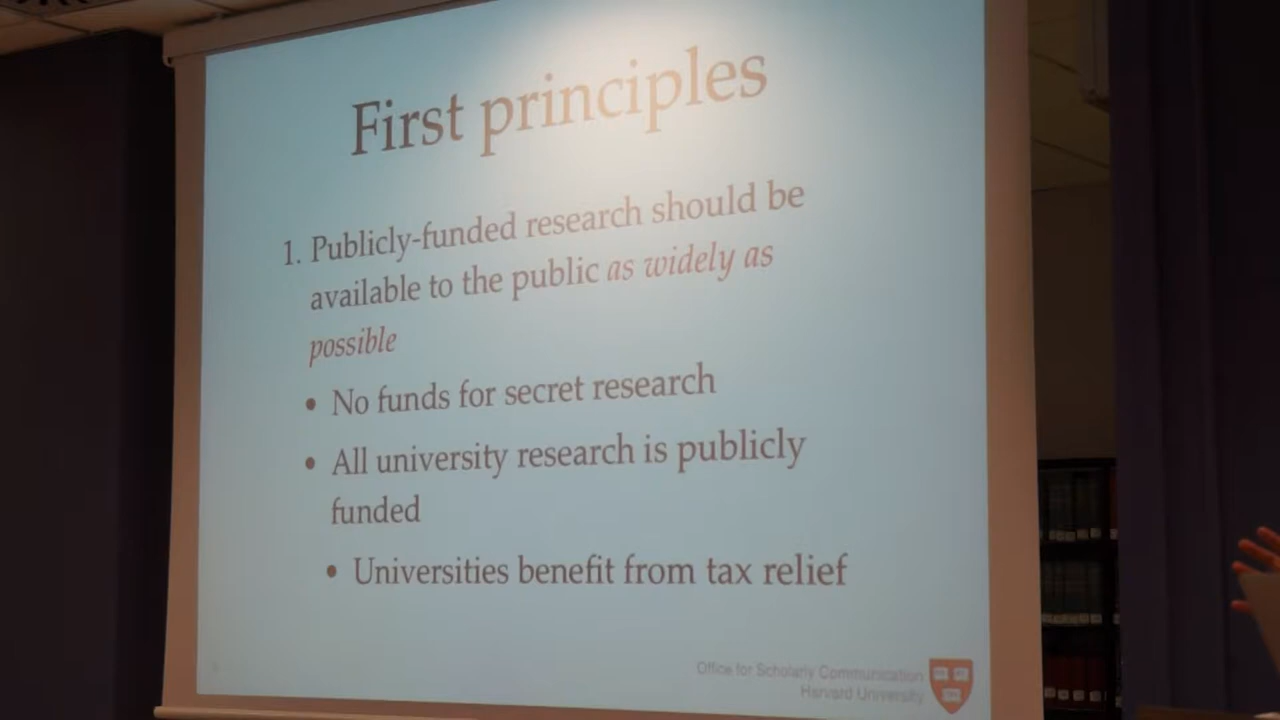 First principles
1. Publicly-funded research should be
available to the public as widely as
possible
• No funds for secret research
• All university research is publicly
funded
• Universities benefit from tax relief
Office for Scholarly Communication
Harvard University